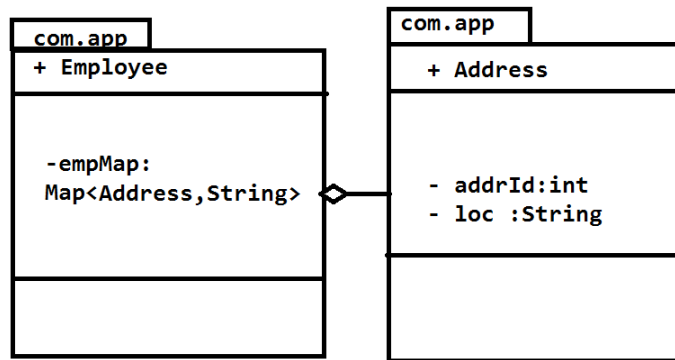 com.app
+ Employee
-empMap:
Map<Address,String>
com.app
+ Address
- addrId:int
- loc :String